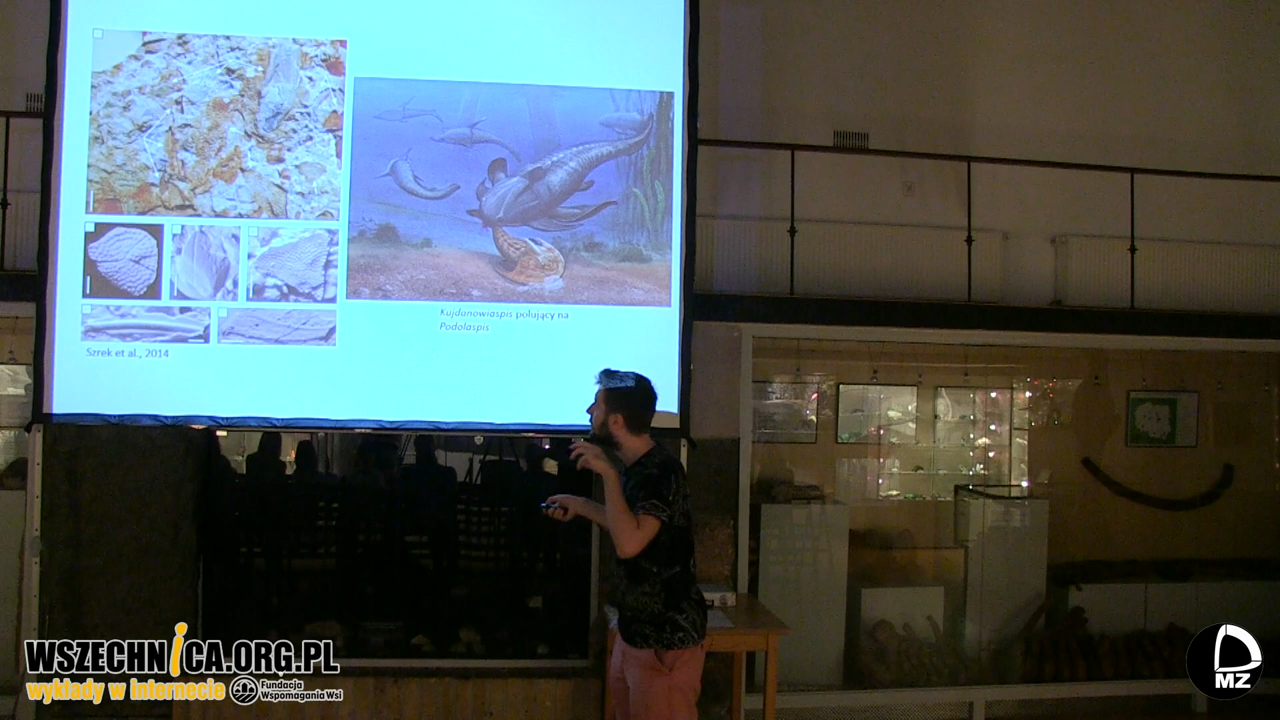 Kujdanowiaspis polujący na
Podolaspis
Szrek et al., 2014
WSZECHNICA.ORG.PL
wykłady w internecie
Fundacja
Wspomagania Wsi
MZ